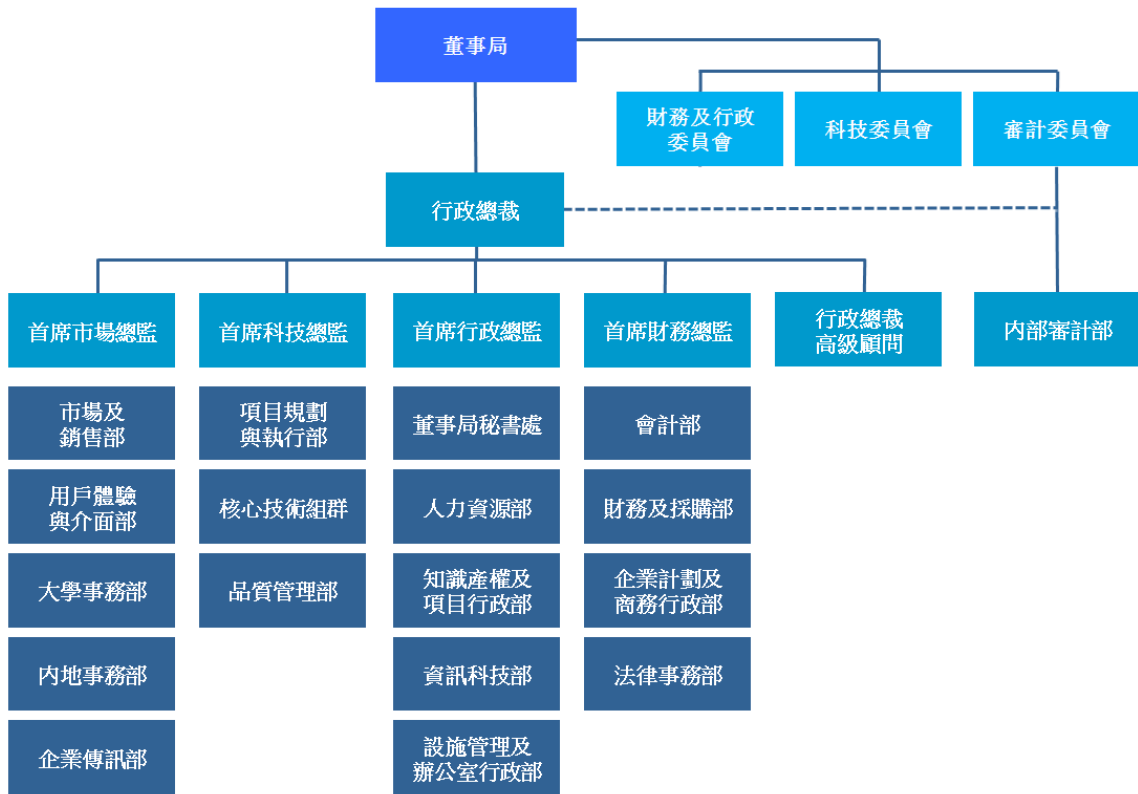 董事局
財務及行政
委員會
科技委員會
審計委員會
行政總裁
首席市場總監
首席科技總監
首席行政總監
首席財務總監
行政總裁
高級顧問
內部審計部
市場及
銷售部
項目規劃
與執行部
董事局秘書處
會計部
用戶體驗
與介面部
核心技術組群
人力資源部
財務及採購部
大學事務部
品質管理部
知識產權及
項目行政部
企業計劃及
商務行政部
內地事務部
資訊科技部
法律事務部
企業傳訊部
設施管理及
辦公室行政部